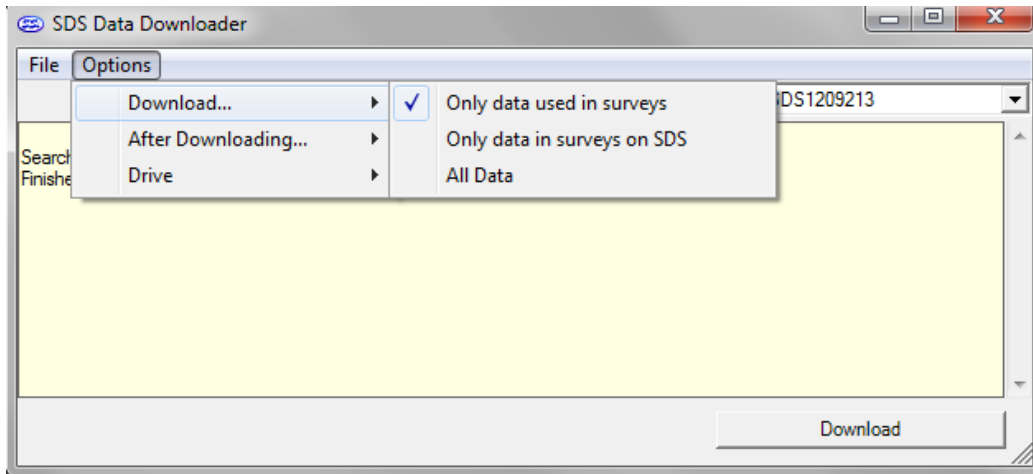 SDS Data Downloader
File Options
Download... Only data used in surveys DS1209213
After Downloading... Only data in surveys on SDS
Drive All Data
Download